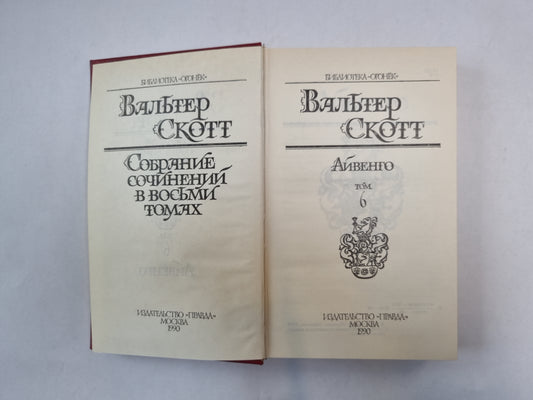 БИБЛИОТЕКА «ОГОНЁК»
ВАЛЬТЕР
СКОТТ
СОБРАНИЕ
СОЧИНЕНИЙ
В ВОСЬМИ
ТОМАХ
ИЗДАТЕЛЬСТВО «ПРАВДА»
МОСКВА
1990
БИБЛИОТЕКА «ОГОНЁК»
ВАЛЬТЕР
СКОТТ
АЙВЕНГО
ТОМ
6
ИЗДАТЕЛЬСТВО «ПРАВДА»
МОСКВА
1990